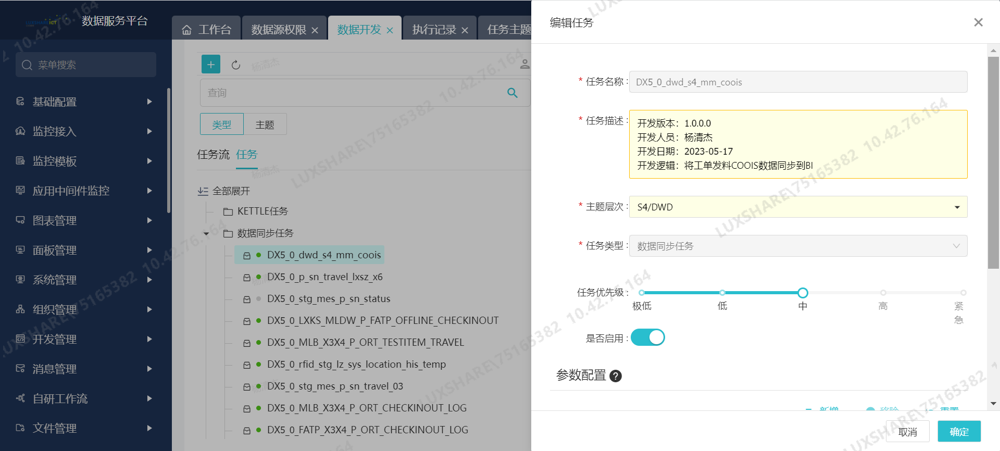 LUXSHARE ICT
数据服务平台
菜单搜索
基础配置
监控接入
监控模板
应用中间件监控
图表管理
面板管理
系统管理
组织管理
开发管理
消息管理
自研工作流
文件管理
工作台
数据源权限
数据开发
执行记录
任务主题
查询
类型
主题
任务流
任务
全部展开
KETTLE任务
数据同步任务
DX5_0_dwd_s4_mm_coois
DX5_0_p_sn_travel_lxsz_x6
DX5_0_stg_mes_p_sn_status
DX5_0_LXKS_MLDW_P_FATP_OFFLINE_CHECKINOUT
DX5_0_MLB_X3X4_P_ORT_TESTITEM_TRAVEL
DX5_0_rfid_stg_lz_sys_location_his_temp
DX5_0_stg_mes_p_sn_travel_03
DX5_0_MLB_X3X4_P_ORT_CHECKINOUT_LOG
DX5_0_FATP_X3X4_P_ORT_CHECKINOUT_LOG
编辑任务
* 任务名称 :
DX5_0_dwd_s4_mm_coois
* 任务描述 :
开发版本：1.0.0.0
开发人员：杨清杰
开发日期：2023-05-17
开发逻辑：将工单发料COOIS数据同步到BI
* 主题层次 :
S4/DWD
* 任务类型 :
数据同步任务
任务优先级 :
极低
低
中
高
紧急
是否启用 :
参数配置
新增
移除
重置
取消
确定
LUXSHARE\75165382 10.42.76.164
杨清杰